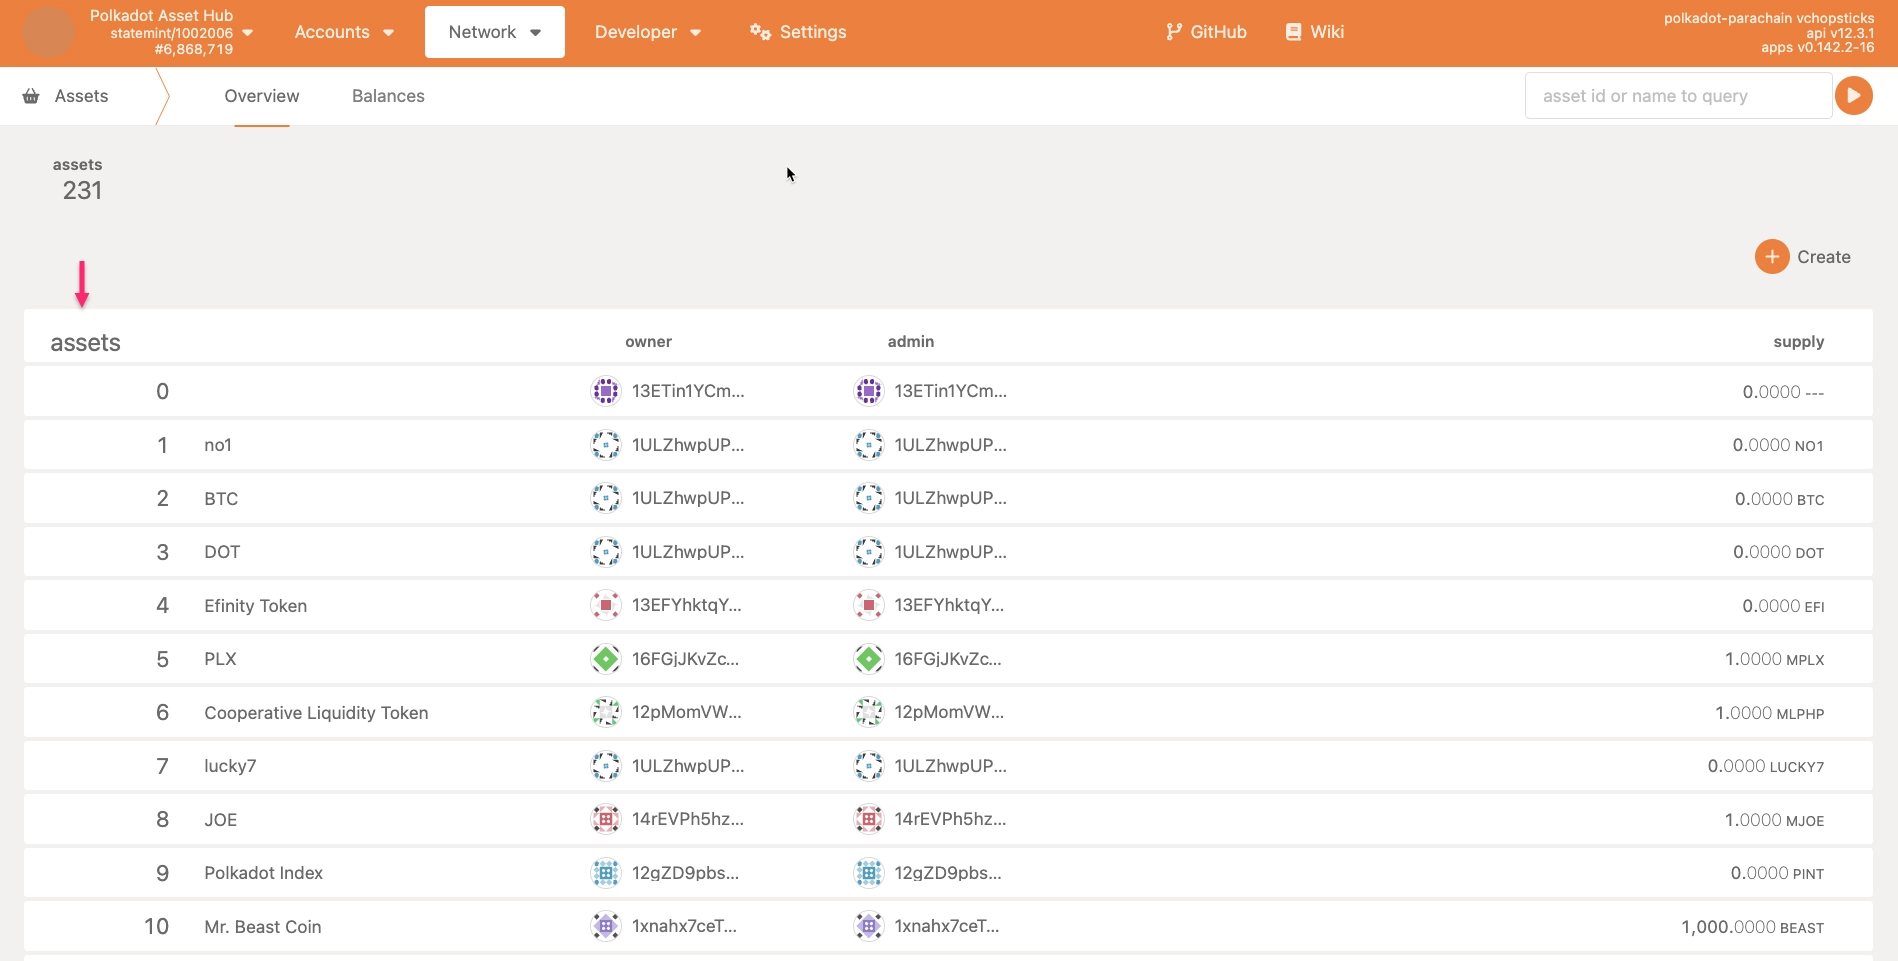 Polkadot Asset Hub
statemint/1002006
#6,868,719
Accounts
Network
Developer
Settings
GitHub
Wiki
polkadot-parachain vchopsticks
api v12.3.1
apps v0.142.2-16
Assets
Overview
Balances
asset id or name to query
assets
231
Create
assets owner admin supply
0 13ETin1YCm... 13ETin1YCm... 0.0000 ---
1 no1 1ULZhwpUP... 1ULZhwpUP... 0.0000 NO1
2 BTC 1ULZhwpUP... 1ULZhwpUP... 0.0000 BTC
3 DOT 1ULZhwpUP... 1ULZhwpUP... 0.0000 DOT
4 Efinity Token 13EFYhktqY... 13EFYhktqY... 0.0000 EFI
5 PLX 16FGjJKvZc... 16FGjJKvZc... 1.0000 MPLX
6 Cooperative Liquidity Token 12pMomVW... 12pMomVW... 1.0000 MLPHP
7 lucky7 1ULZhwpUP... 1ULZhwpUP... 0.0000 LUCKY7
8 JOE 14rEVPh5hz... 14rEVPh5hz... 1.0000 MJOE
9 Polkadot Index 12gZD9pbs... 12gZD9pbs... 0.0000 PINT
10 Mr. Beast Coin 1xnahx7ceT... 1xnahx7ceT... 1,000.0000 BEAST